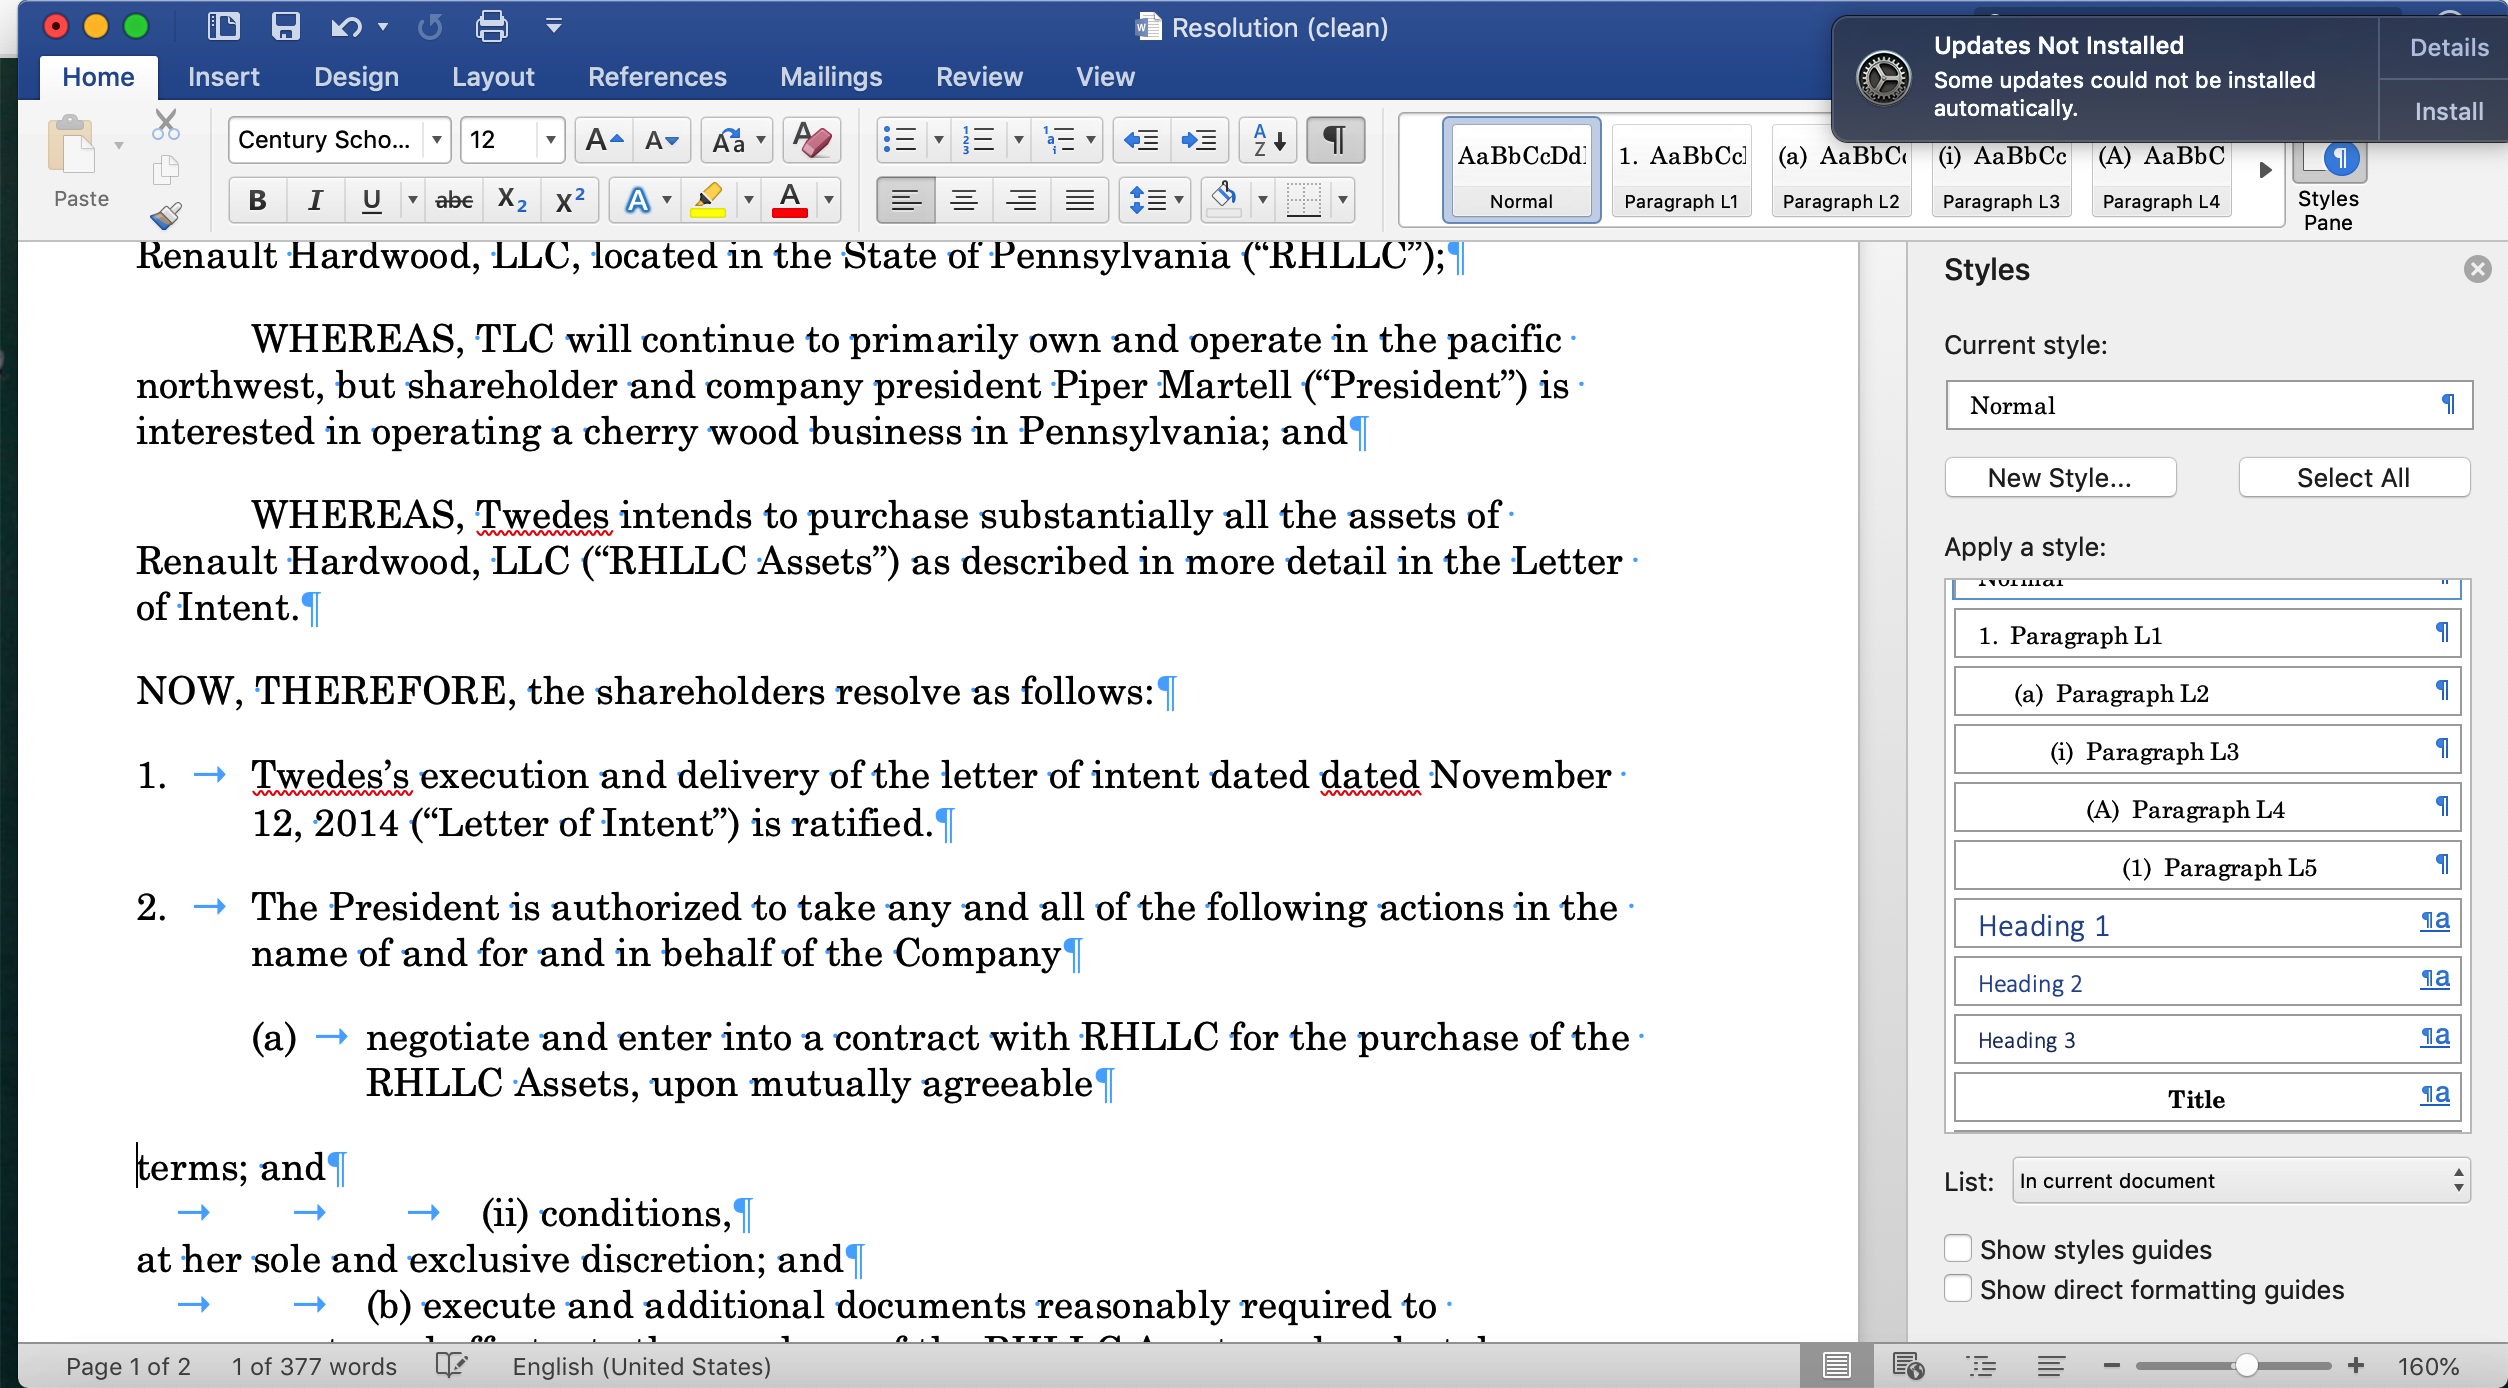 Resolution (clean)
Updates Not Installed
Some updates could not be installed
automatically.
Details
Install
Home Insert Design Layout References Mailings Review View
Paste
Century Scho... 12
A A Aa A
B I U abc X2 X2 A A
A Z
AaBbCcDd 1. AaBbCc (a) AaBbC (i) AaBbCc (A) AaBbC
Normal Paragraph L1 Paragraph L2 Paragraph L3 Paragraph L4
Styles
Pane
Renault Hardwood, LLC, located in the State of Pennsylvania (“RHLLC”);¶
WHEREAS, TLC will continue to primarily own and operate in the pacific
northwest, but shareholder and company president Piper Martell (“President”) is
interested in operating a cherry wood business in Pennsylvania; and¶
WHEREAS, Twedes intends to purchase substantially all the assets of
Renault Hardwood, LLC (“RHLLC Assets”) as described in more detail in the Letter
of Intent.¶
NOW, THEREFORE, the shareholders resolve as follows:¶
1. → Twedes’s execution and delivery of the letter of intent dated dated November
12, 2014 (“Letter of Intent”) is ratified.¶
2. → The President is authorized to take any and all of the following actions in the
name of and for and in behalf of the Company¶
(a) → negotiate and enter into a contract with RHLLC for the purchase of the
RHLLC Assets, upon mutually agreeable¶
terms; and¶
→ → → (ii) conditions,¶
at her sole and exclusive discretion; and¶
→ → (b) execute and additional documents reasonably required to
Styles
Current style:
Normal ¶
New Style... Select All
Apply a style:
Normal
1. Paragraph L1 ¶
(a) Paragraph L2 ¶
(i) Paragraph L3 ¶
(A) Paragraph L4 ¶
(1) Paragraph L5 ¶
Heading 1 ¶a
Heading 2 ¶a
Heading 3 ¶a
Title ¶a
List: In current document
Show styles guides
Show direct formatting guides
Page 1 of 2 1 of 377 words English (United States) 160%